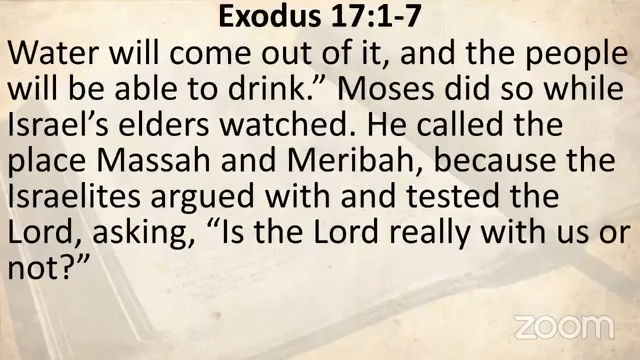 Exodus 17:1-7
Water will come out of it, and the people
will be able to drink.” Moses did so while
Israel’s elders watched. He called the
place Massah and Meribah, because the
Israelites argued with and tested the
Lord, asking, “Is the Lord really with us or
not?”
zoom